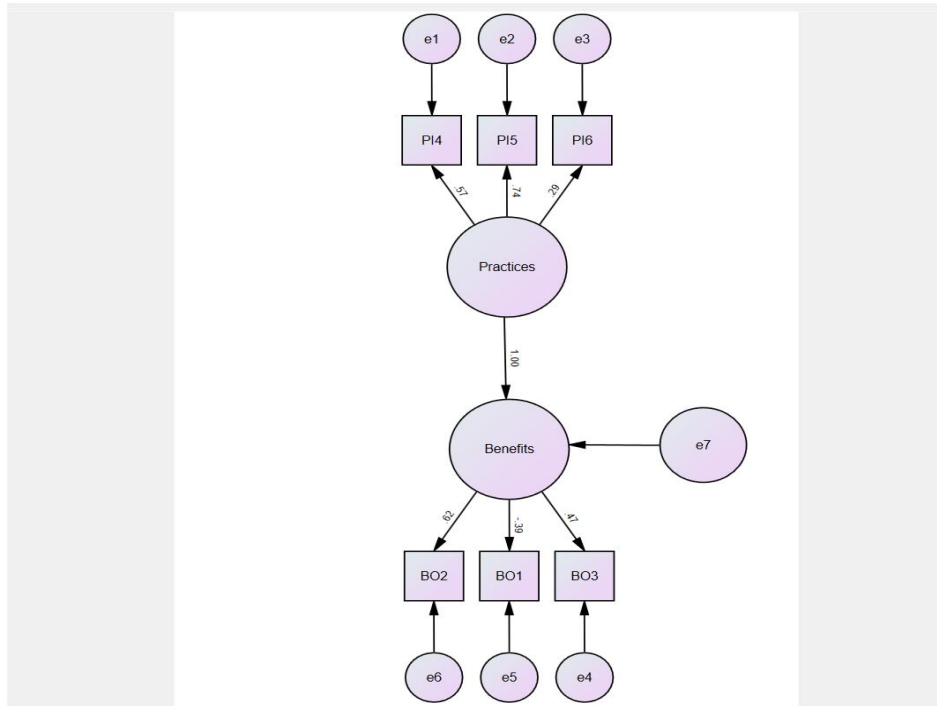 e1 e2 e3
PI4 PI5 PI6
.57 .74 .29
Practices
1.00
Benefits e7
.62 -.39 .47
BO2 BO1 BO3
e6 e5 e4